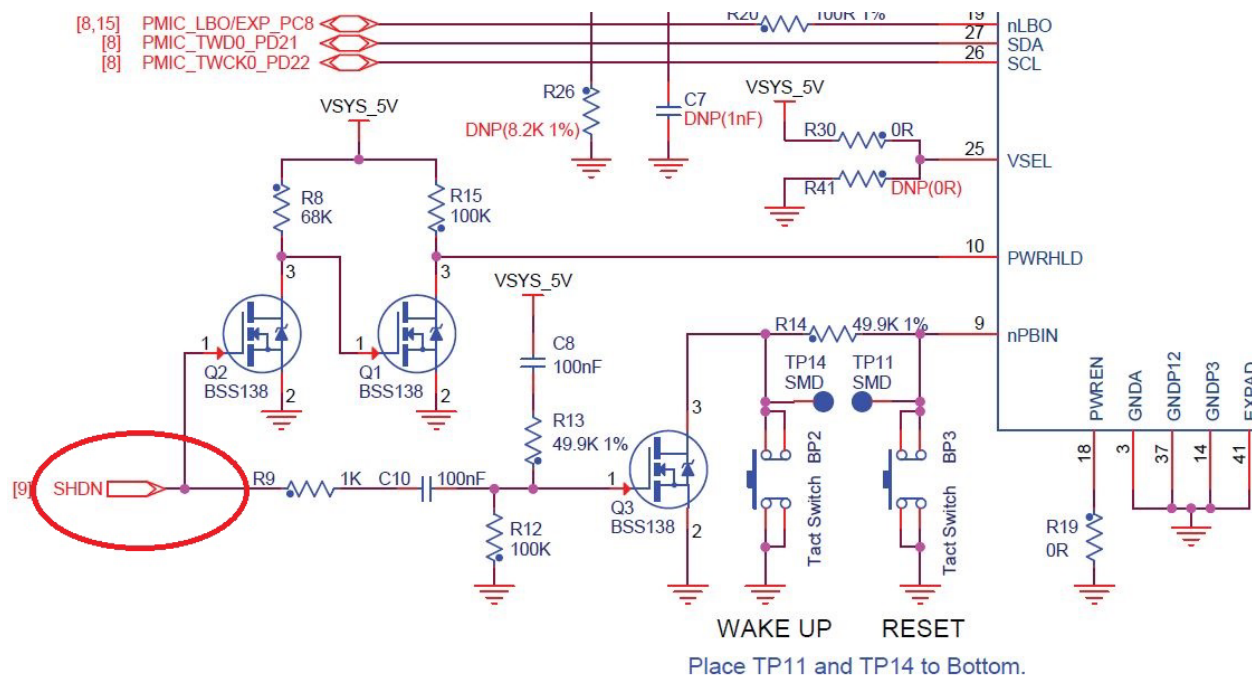 [8,15] PMIC_LBO/EXP_PC8
R20 100R 1%
19 nLBO
[8] PMIC_TWD0_PD21
27 SDA
[8] PMIC_TWCK0_PD22
26 SCL
VSYS_5V
R26
DNP(8.2K 1%)
C7
DNP(1nF)
VSYS_5V
R30 0R
25 VSEL
R41 DNP(0R)
R8
68K
R15
100K
10 PWRHLD
3
3
VSYS_5V
1
Q2
BSS138
2
1
Q1
BSS138
2
C8
100nF
R14 49.9K 1%
9 nPBIN
TP14
SMD
TP11
SMD
R13
49.9K 1%
3
1
Q3
BSS138
2
[9] SHDN
R9 1K C10 100nF
R12
100K
Tact Switch BP2
Tact Switch BP3
PWREN
GNDA
GNDP12
GNDP3
EXPAD
18
3
37
14
41
R19
0R
WAKE UP RESET
Place TP11 and TP14 to Bottom.